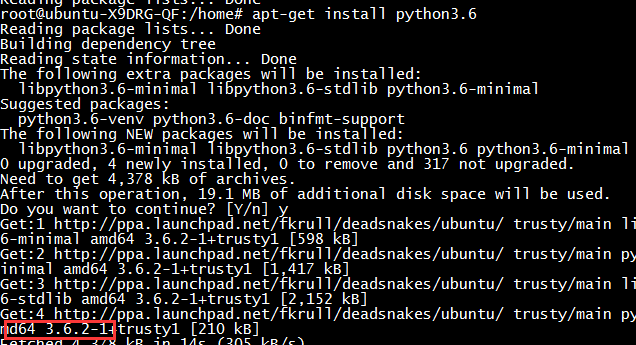 Reading package lists... Done
root@ubuntu-X9DRG-QF:/home# apt-get install python3.6
Reading package lists... Done
Building dependency tree
Reading state information... Done
The following extra packages will be installed:
  libpython3.6-minimal libpython3.6-stdlib python3.6-minimal
Suggested packages:
  python3.6-venv python3.6-doc binfmt-support
The following NEW packages will be installed:
  libpython3.6-minimal libpython3.6-stdlib python3.6 python3.6-minimal
0 upgraded, 4 newly installed, 0 to remove and 317 not upgraded.
Need to get 4,378 kB of archives.
After this operation, 19.1 MB of additional disk space will be used.
Do you want to continue? [Y/n] y
Get:1 http://ppa.launchpad.net/fkrull/deadsnakes/ubuntu/ trusty/main li
6-minimal amd64 3.6.2-1+trusty1 [598 kB]
Get:2 http://ppa.launchpad.net/fkrull/deadsnakes/ubuntu/ trusty/main py
inimal amd64 3.6.2-1+trusty1 [1,417 kB]
Get:3 http://ppa.launchpad.net/fkrull/deadsnakes/ubuntu/ trusty/main li
6-stdlib amd64 3.6.2-1+trusty1 [2,152 kB]
Get:4 http://ppa.launchpad.net/fkrull/deadsnakes/ubuntu/ trusty/main py
md64 3.6.2-1+trusty1 [210 kB]
Fetched 4,378 kB in 14s (305 kB/s)